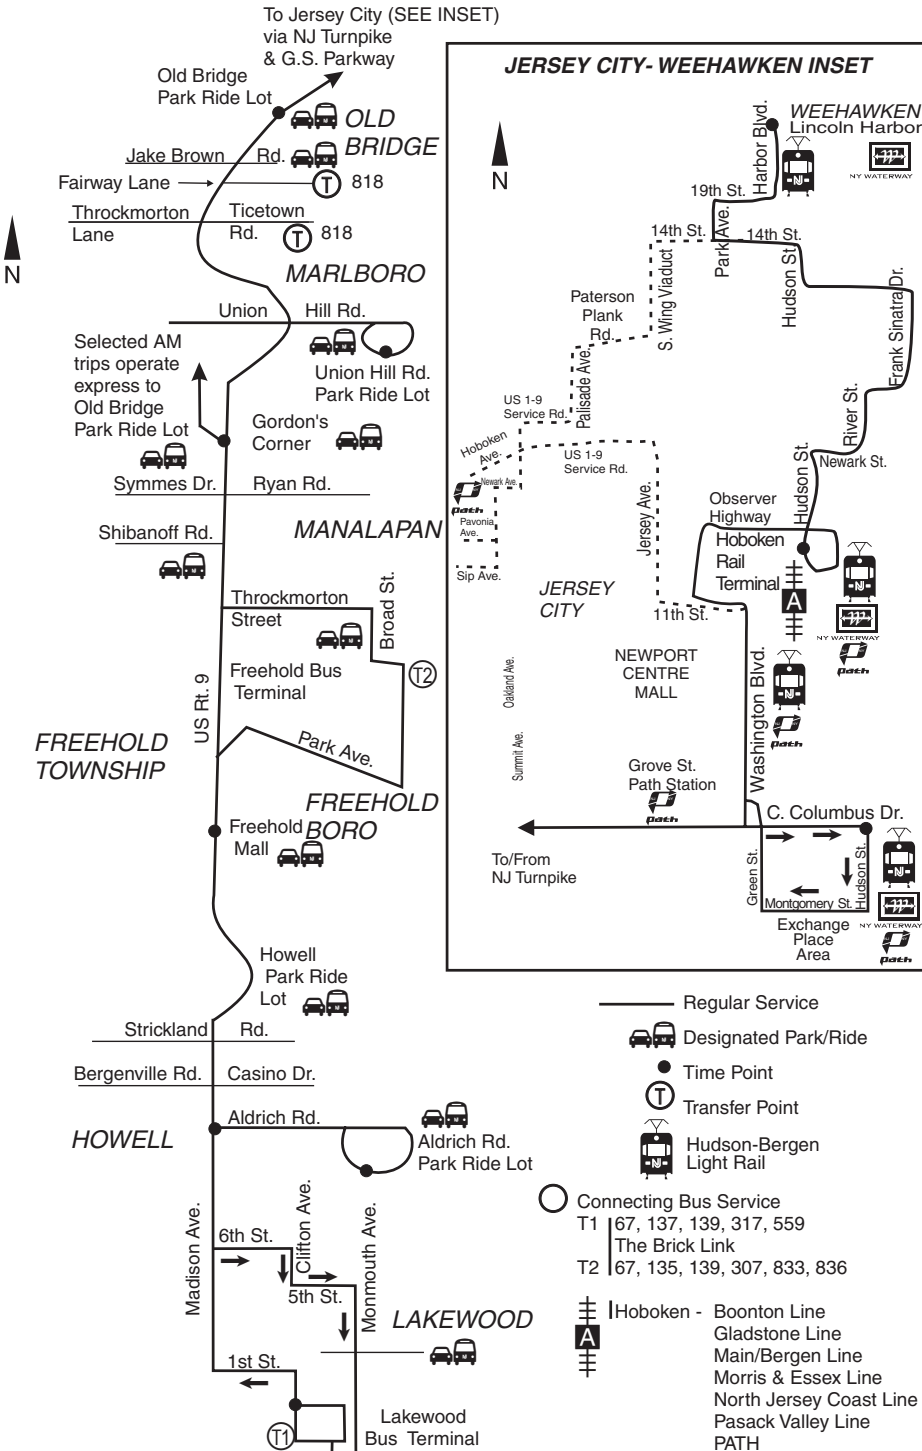 To Jersey City (SEE INSET)
via NJ Turnpike
& G.S. Parkway
Old Bridge
Park Ride Lot
OLD
BRIDGE
Jake Brown Rd.
Fairway Lane
T 818
Throckmorton
Lane
Ticetown
Rd.
T 818
N
MARLBORO
Union Hill Rd.
Selected AM
trips operate
express to
Old Bridge
Park Ride Lot
Union Hill Rd.
Park Ride Lot
Gordon's
Corner
Symmes Dr. Ryan Rd.
MANALAPAN
Shibanoff Rd.
Throckmorton
Street
Broad St.
T2
Freehold Bus
Terminal
US Rt. 9
Park Ave.
FREEHOLD
TOWNSHIP
FREEHOLD
BORO
Freehold
Mall
Howell
Park Ride
Lot
Strickland Rd.
Bergenville Rd. Casino Dr.
HOWELL
Aldrich Rd.
Aldrich Rd.
Park Ride Lot
Madison Ave.
6th St.
Clifton Ave.
5th St.
Monmouth Ave.
LAKEWOOD
1st St.
T1
Lakewood
Bus Terminal
JERSEY CITY- WEEHAWKEN INSET
N
WEEHAWKEN
Lincoln Harbor
NY WATERWAY
Harbor Blvd.
19th St.
Park Ave.
14th St. 14th St.
S. Wing Viaduct
Hudson St.
Frank Sinatra Dr.
Paterson
Plank
Rd.
Palisade Ave.
US 1-9
Service Rd.
Hoboken
Ave.
US 1-9
Service Rd.
Newark Ave.
path
Pavonia
Ave.
Sip Ave.
River St.
Newark St.
Hudson St.
Observer
Highway
Jersey Ave.
Hoboken
Rail
Terminal
A
NY WATERWAY
path
JERSEY
CITY
11th St.
NEWPORT
CENTRE
MALL
Oakland Ave.
Summit Ave.
Washington Blvd.
path
Grove St.
Path Station
path
C. Columbus Dr.
To/From
NJ Turnpike
Green St.
Hudson St.
Montgomery St.
Exchange
Place
Area
NY WATERWAY
path
Regular Service
Designated Park/Ride
Time Point
T Transfer Point
Hudson-Bergen
Light Rail
Connecting Bus Service
T1 67, 137, 139, 317, 559
The Brick Link
T2 67, 135, 139, 307, 833, 836
A Hoboken - Boonton Line
Gladstone Line
Main/Bergen Line
Morris & Essex Line
North Jersey Coast Line
Pasack Valley Line
PATH